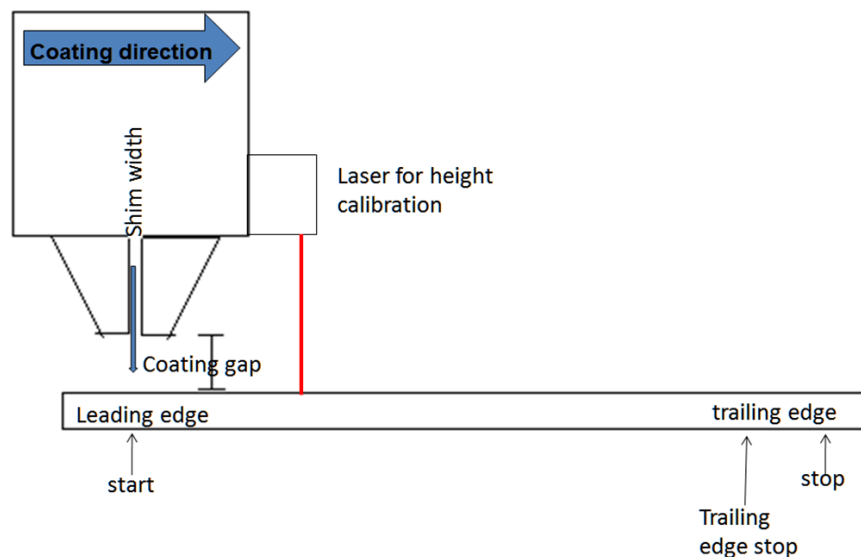 Coating direction
Shim width
Laser for height
calibration
Coating gap
Leading edge
trailing edge
start
stop
Trailing
edge stop